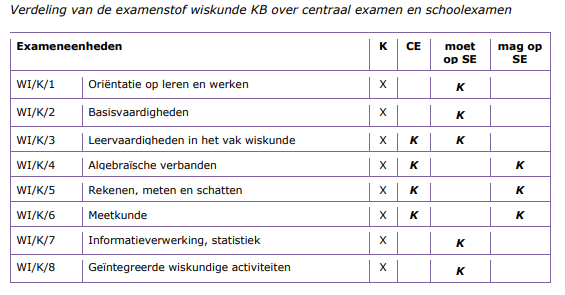 Verdeling van de examenstof wiskunde KB over centraal examen en schoolexamen
Exameneenheden K CE moet op SE mag op SE
WI/K/1 Oriëntatie op leren en werken X K
WI/K/2 Basisvaardigheden X K
WI/K/3 Leervaardigheden in het vak wiskunde X K K
WI/K/4 Algebraïsche verbanden X K K
WI/K/5 Rekenen, meten en schatten X K K
WI/K/6 Meetkunde X K K
WI/K/7 Informatieverwerking, statistiek X K
WI/K/8 Geïntegreerde wiskundige activiteiten X K